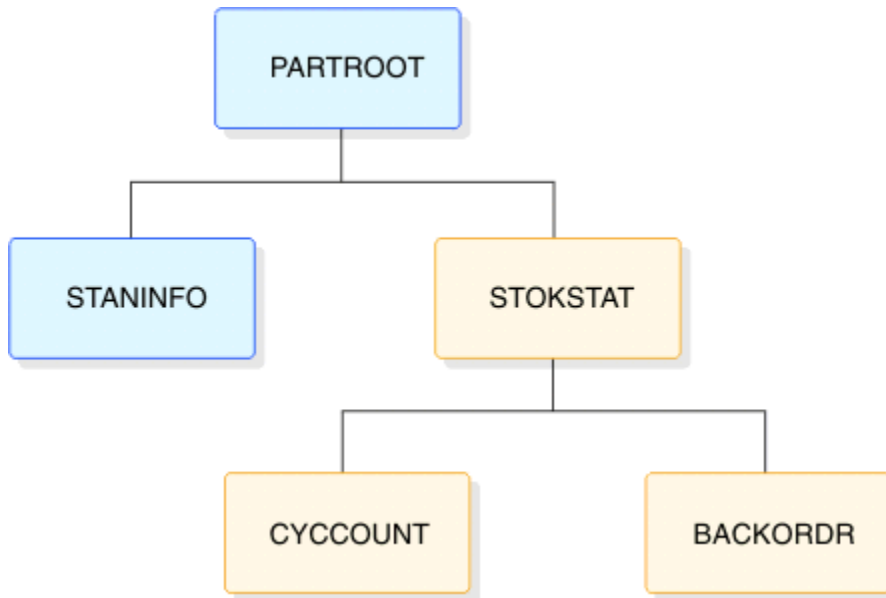 PARTROOT
STANINFO
STOKSTAT
CYCCOUNT
BACKORDR